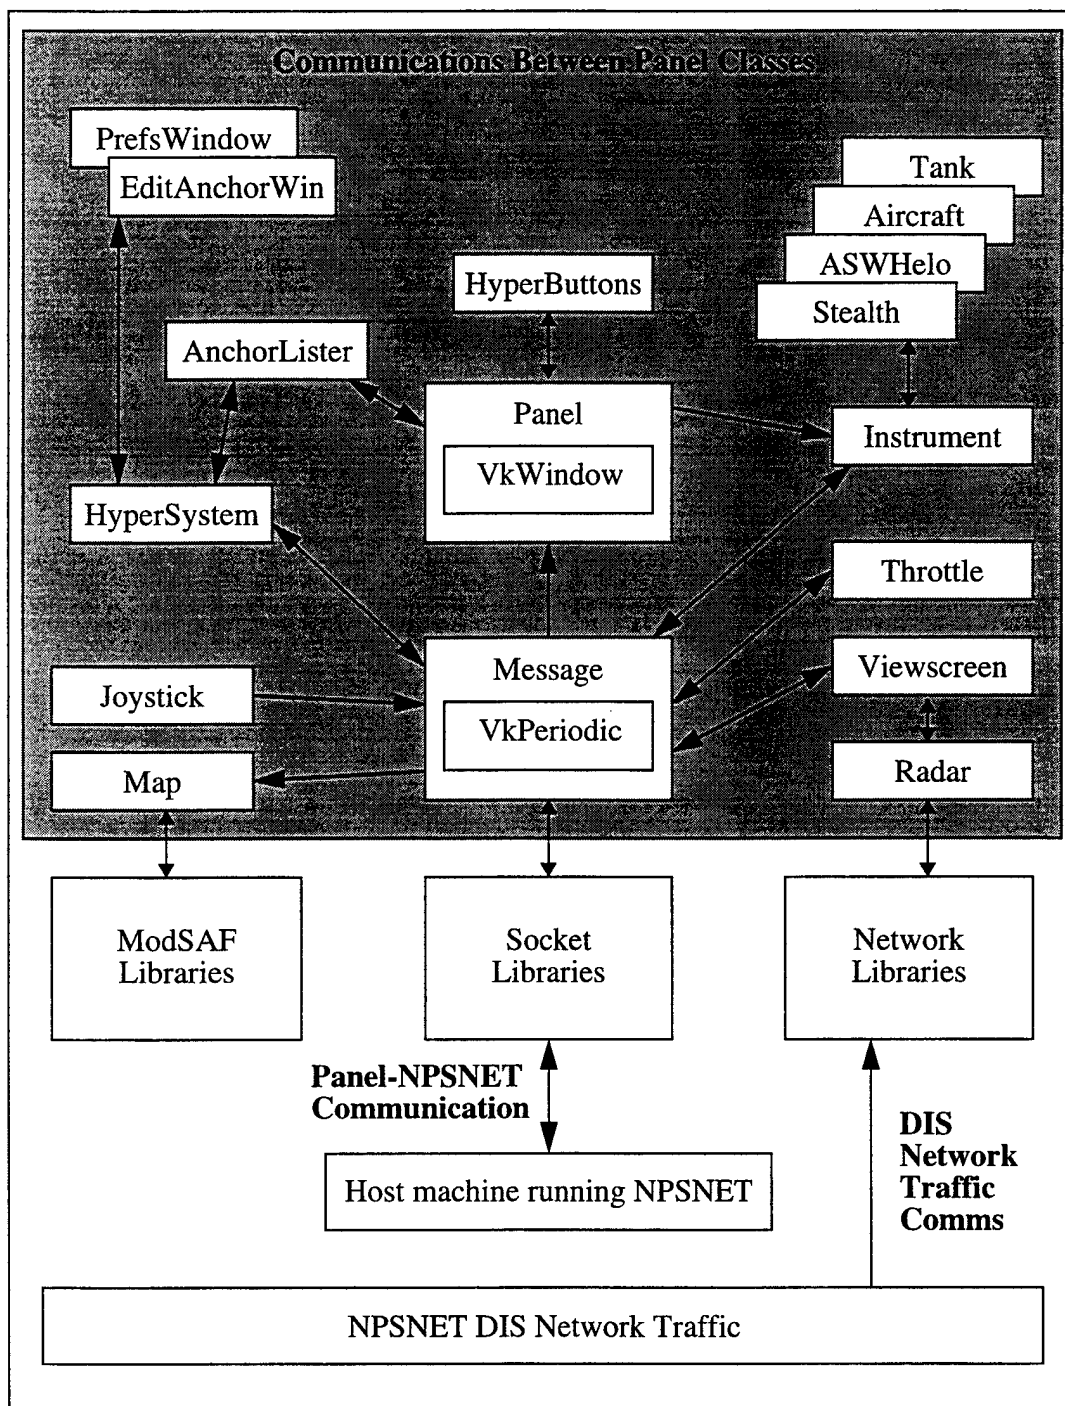 Communications Between Panel Classes
PrefsWindow
EditAnchorWin
Tank
Aircraft
ASWHelo
Stealth
HyperButtons
AnchorLister
Panel
VkWindow
Instrument
HyperSystem
Throttle
Message
VkPeriodic
Viewscreen
Joystick
Map
Radar
ModSAF
Libraries
Socket
Libraries
Network
Libraries
Panel-NPSNET
Communication
DIS
Network
Traffic
Comms
Host machine running NPSNET
NPSNET DIS Network Traffic